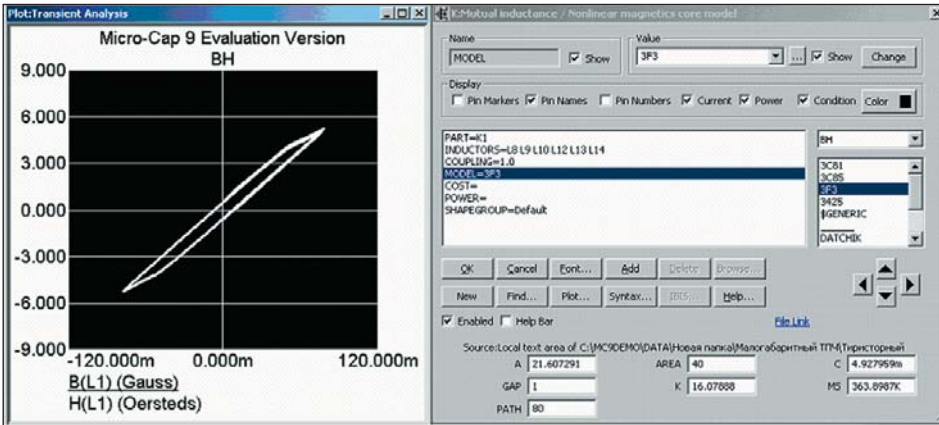 Plot:Transient Analysis
Micro-Cap 9 Evaluation Version
BH
9.000
6.000
3.000
0.000
-3.000
-6.000
-9.000
-120.000m 0.000m 120.000m
B(L1) (Gauss)
H(L1) (Oersteds)
K:Mutual inductance / Nonlinear magnetics core model
Name
MODEL Show
Value
3F3 ... Show Change
Display
Pin Markers Pin Names Pin Numbers Current Power Condition Color
PART=K1
INDUCTORS=L8 L9 L10 L12 L13 L14
COUPLING=1.0
MODEL=3F3
COST=
POWER=
SHAPEGROUP=Default
BH
3C81
3C85
3F3
3425
$GENERIC
DATCHIK
OK Cancel Font... Add Delete Browse...
New Find... Plot... Syntax... IBIS... Help...
Enabled Help Bar File Link
Source:Local text area of C:\MC9DEMO\DATA\Новая папка\Малогабаритный ТПМ\Тиристорный
A 21.607291 AREA 40 C 4.927959m
GAP 1 K 16.07888 MS 363.8987K
PATH 80